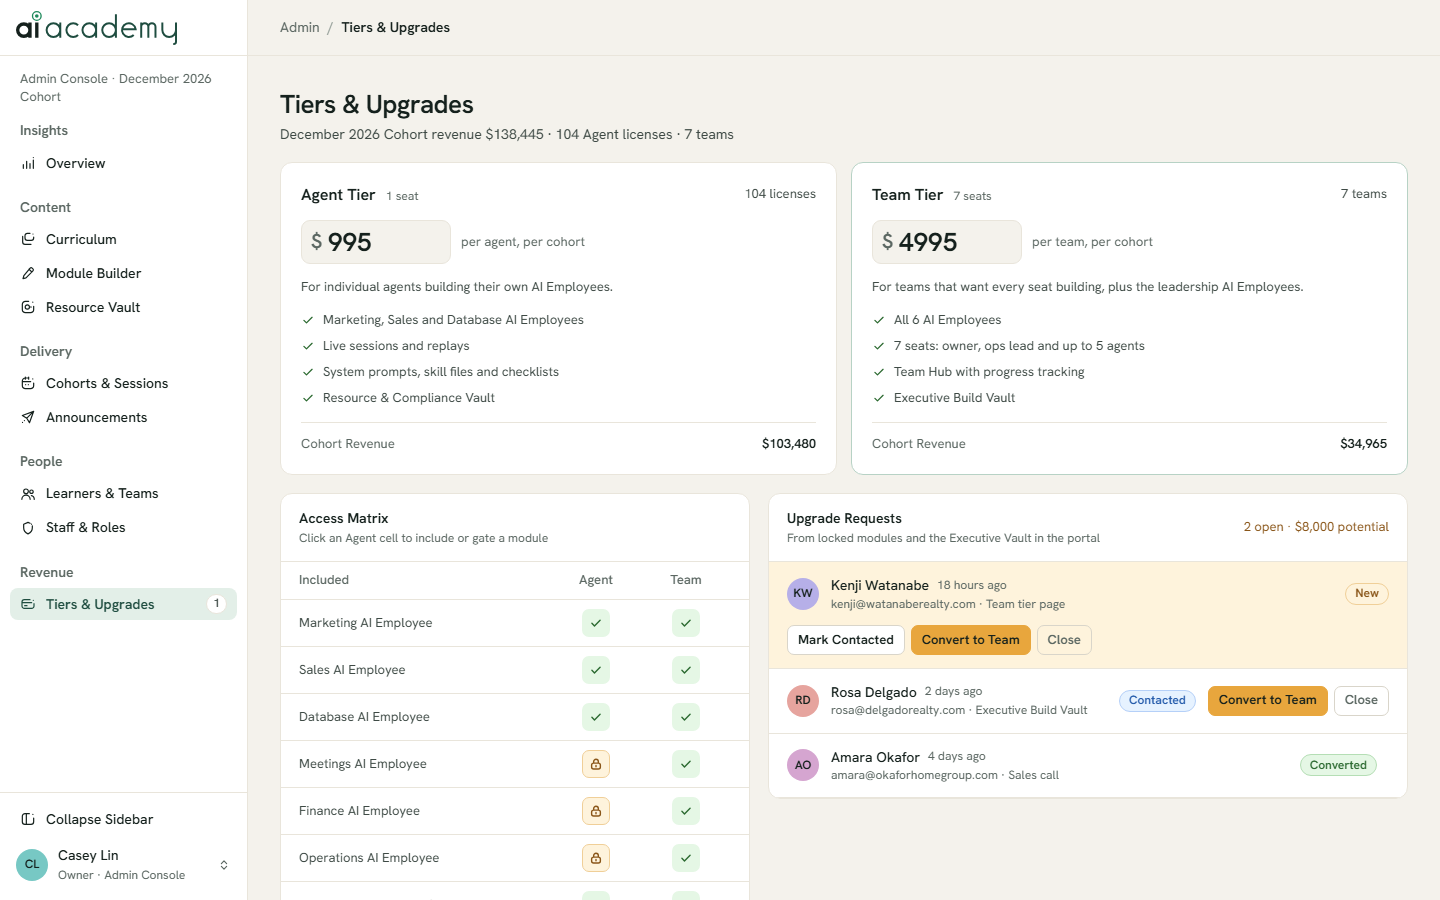 ai academy
Admin Console · December 2026
Cohort
Insights
Overview
Content
Curriculum
Module Builder
Resource Vault
Delivery
Cohorts & Sessions
Announcements
People
Learners & Teams
Staff & Roles
Revenue
Tiers & Upgrades 1
Collapse Sidebar
CL
Casey Lin
Owner · Admin Console
Admin / Tiers & Upgrades
Tiers & Upgrades
December 2026 Cohort revenue $138,445 · 104 Agent licenses · 7 teams
Agent Tier 1 seat 104 licenses
$ 995 per agent, per cohort
For individual agents building their own AI Employees.
Marketing, Sales and Database AI Employees
Live sessions and replays
System prompts, skill files and checklists
Resource & Compliance Vault
Cohort Revenue $103,480
Team Tier 7 seats 7 teams
$ 4995 per team, per cohort
For teams that want every seat building, plus the leadership AI Employees.
All 6 AI Employees
7 seats: owner, ops lead and up to 5 agents
Team Hub with progress tracking
Executive Build Vault
Cohort Revenue $34,965
Access Matrix
Click an Agent cell to include or gate a module
Included Agent Team
Marketing AI Employee
Sales AI Employee
Database AI Employee
Meetings AI Employee
Finance AI Employee
Operations AI Employee
Upgrade Requests
From locked modules and the Executive Vault in the portal
2 open · $8,000 potential
KW
Kenji Watanabe 18 hours ago
kenji@watanaberealty.com · Team tier page
New
Mark Contacted Convert to Team Close
RD
Rosa Delgado 2 days ago
rosa@delgadorealty.com · Executive Build Vault
Contacted Convert to Team Close
AO
Amara Okafor 4 days ago
amara@okaforhomegroup.com · Sales call
Converted